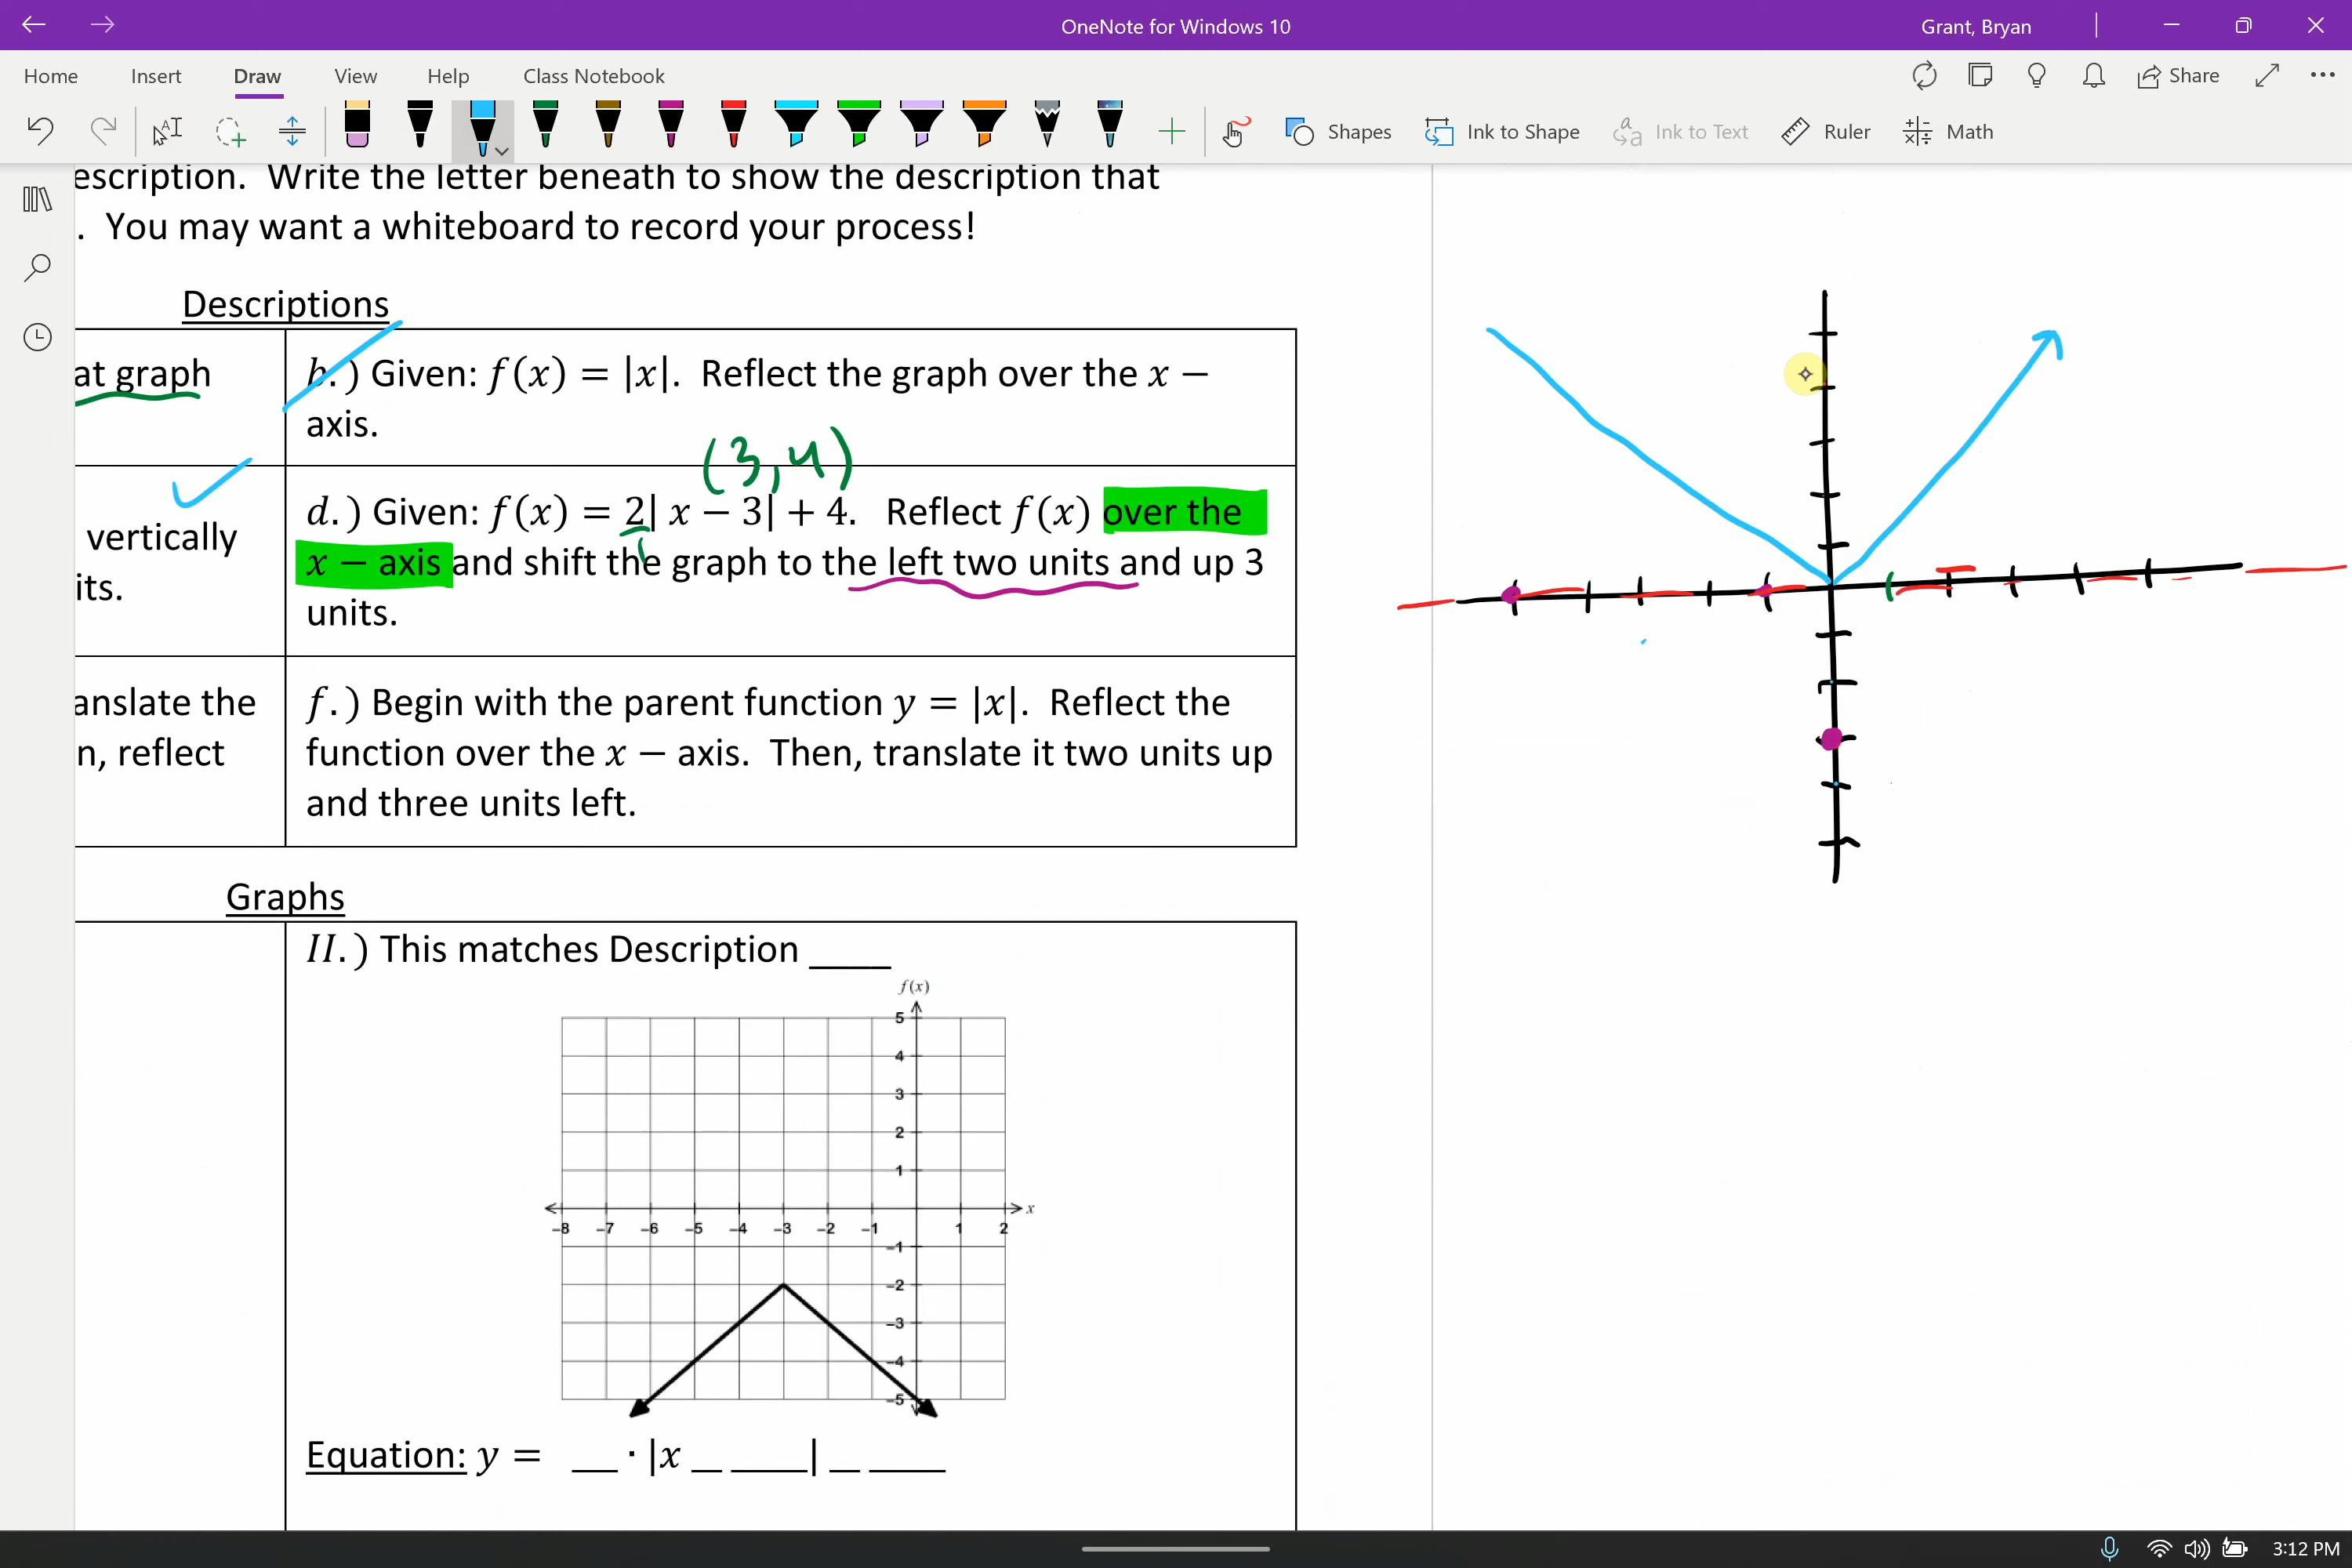 OneNote for Windows 10
Grant, Bryan
Home Insert Draw View Help Class Notebook
Share
Shapes Ink to Shape Ink to Text Ruler Math
escription. Write the letter beneath to show the description that
. You may want a whiteboard to record your process!
Descriptions
at graph
b.) Given: f(x) = |x|. Reflect the graph over the x −
axis.
(3,4)
vertically
its.
d.) Given: f(x) = 2| x − 3| + 4. Reflect f(x) over the
x − axis and shift the graph to the left two units and up 3
units.
anslate the
n, reflect
f.) Begin with the parent function y = |x|. Reflect the
function over the x − axis. Then, translate it two units up
and three units left.
Graphs
II.) This matches Description ____
f(x)
5
4
3
2
1
x
−8 −7 −6 −5 −4 −3 −2 −1 1 2
−1
−2
−3
−4
−5
Equation: y = __ · |x _ ____| _ ____
3:12 PM